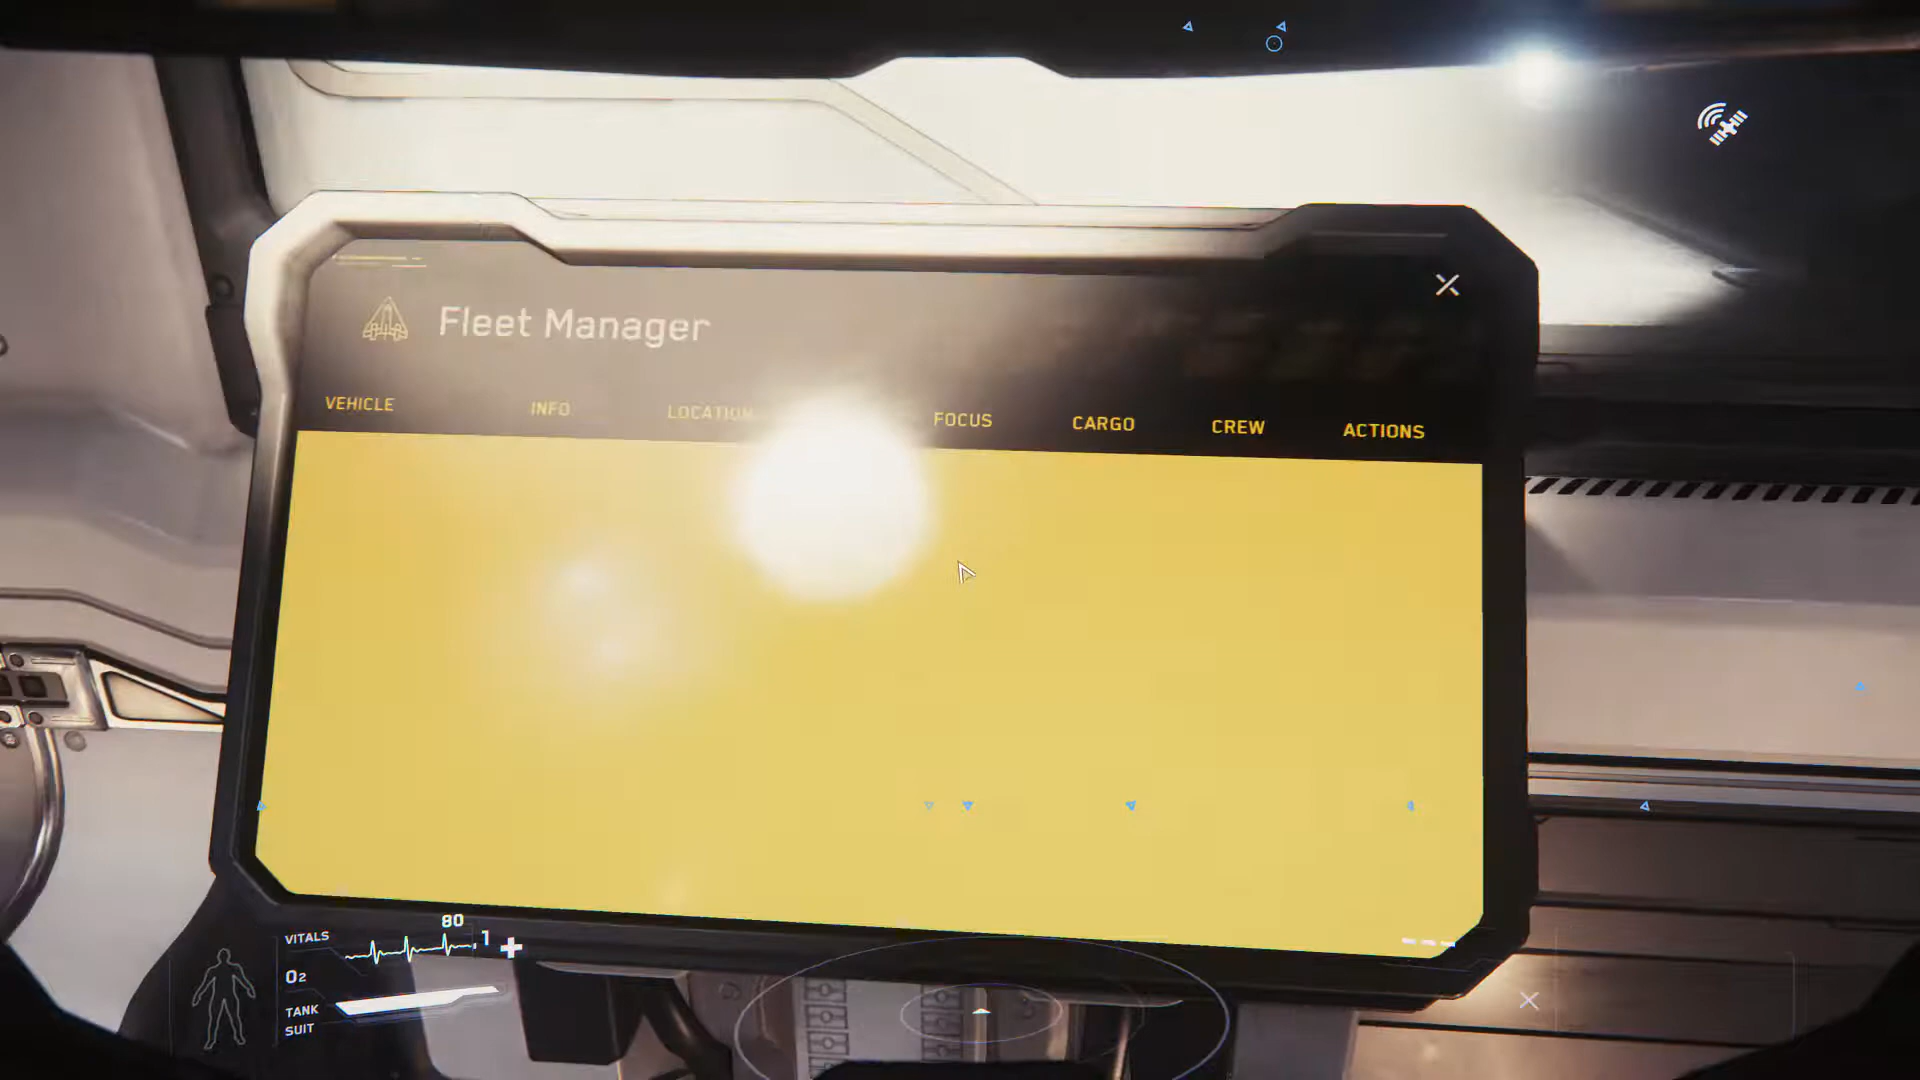 Fleet Manager
VEHICLE INFO LOCATION FOCUS CARGO CREW ACTIONS
80
VITALS .1
O2
TANK
SUIT